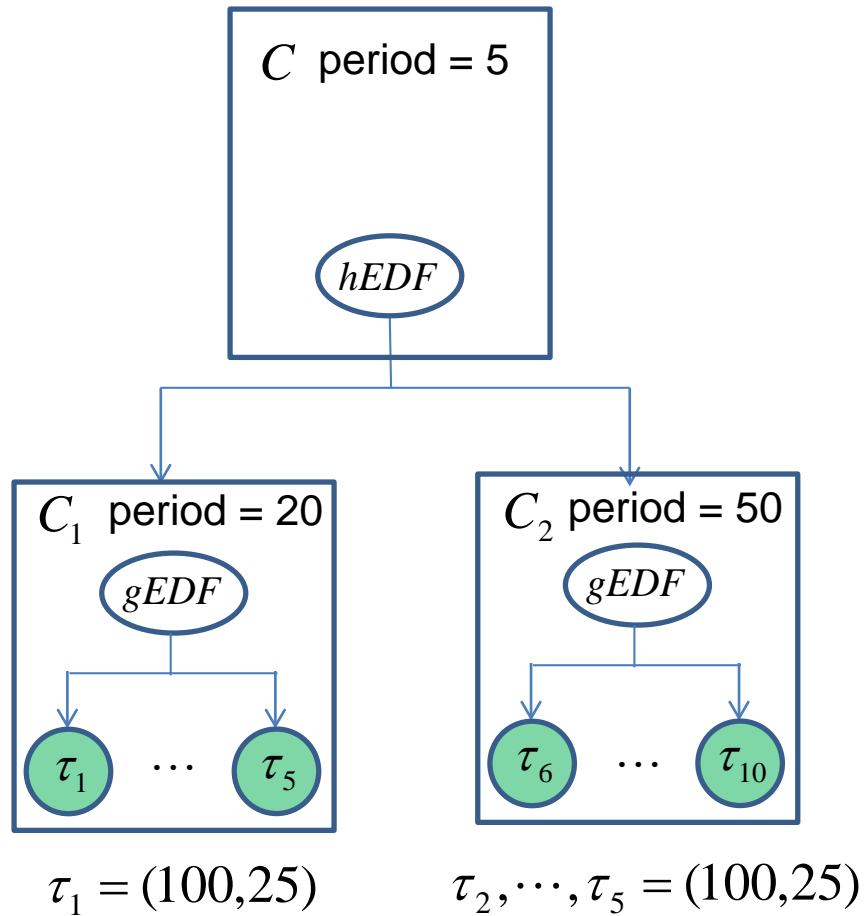 C period = 5
hEDF
C₁ period = 20
gEDF
τ₁ ⋯ τ₅
C₂ period = 50
gEDF
τ₆ ⋯ τ₁₀
τ₁ = (100,25)
τ₂,⋯,τ₅ = (100,25)